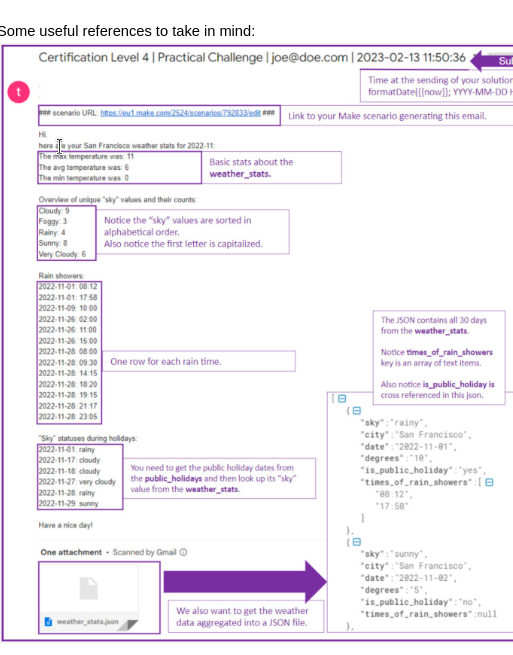 Some useful references to take in mind:
Certification Level 4 | Practical Challenge | joe@doe.com | 2023-02-13 11:50:36
Time at the sending of your solution
formatDate({{now}}; YYYY-MM-DD H
t
### scenario URL: https://eu1.make.com/2524/scenarios/792833/edit ###
Link to your Make scenario generating this email.
Hi,
here are your San Francisco weather stats for 2022-11:
The max temperature was: 11
The avg temperature was: 6
The min temperature was: 0
Basic stats about the
weather_stats.
Overview of unique "sky" values and their counts:
Cloudy: 9
Foggy: 3
Rainy: 4
Sunny: 8
Very Cloudy: 6
Notice the "sky" values are sorted in
alphabetical order.
Also notice the first letter is capitalized.
Rain showers:
2022-11-01: 08:12
2022-11-01: 17:58
2022-11-09: 10:00
2022-11-26: 02:00
2022-11-26: 11:00
2022-11-26: 15:00
2022-11-28: 08:00
2022-11-28: 09:30
2022-11-28: 14:15
2022-11-28: 18:20
2022-11-28: 19:15
2022-11-28: 21:17
2022-11-28: 23:05
One row for each rain time.
"Sky" statuses during holidays:
2022-11-01: rainy
2022-11-17: cloudy
2022-11-18: cloudy
2022-11-27: very cloudy
2022-11-28: rainy
2022-11-29: sunny
You need to get the public holiday dates from
the public_holidays and then look up its "sky"
value from the weather_stats.
Have a nice day!
One attachment • Scanned by Gmail
weather_stats.json
We also want to get the weather
data aggregated into a JSON file.
The JSON contains all 30 days
from the weather_stats.
Notice times_of_rain_showers
key is an array of text items.
Also notice is_public_holiday is
cross referenced in this json.
[
{
"sky":"rainy"
"city":"San Francisco"
"date":"2022-11-01"
"degrees":"10"
"is_public_holiday":"yes"
"times_of_rain_showers":[
"08:12"
"17:58"
]
},
{
"sky":"sunny"
"city":"San Francisco"
"date":"2022-11-02"
"degrees":"5"
"is_public_holiday":"no"
"times_of_rain_showers":null
},